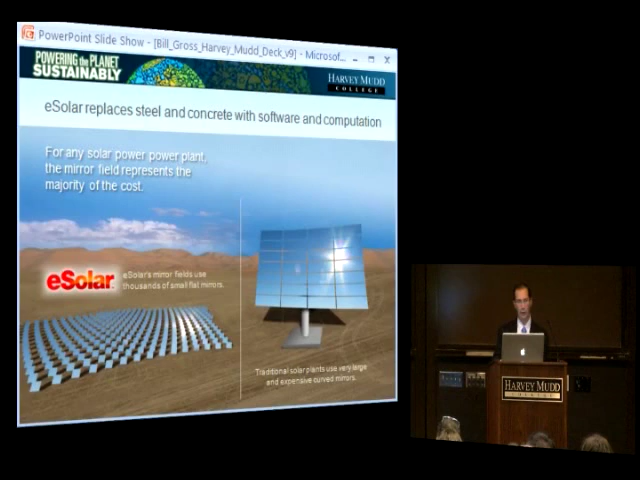 PowerPoint Slide Show - [Bill_Gross_Harvey_Mudd_Deck_v9] - Microsof...
POWERING the PLANET
SUSTAINABLY
HARVEY MUDD
COLLEGE
eSolar replaces steel and concrete with software and computation
For any solar power power plant,
the mirror field represents the
majority of the cost.
eSolar
eSolar's mirror fields use
thousands of small flat mirrors.
Traditional solar plants use very large
and expensive curved mirrors.
HARVEY MUDD
COLLEGE